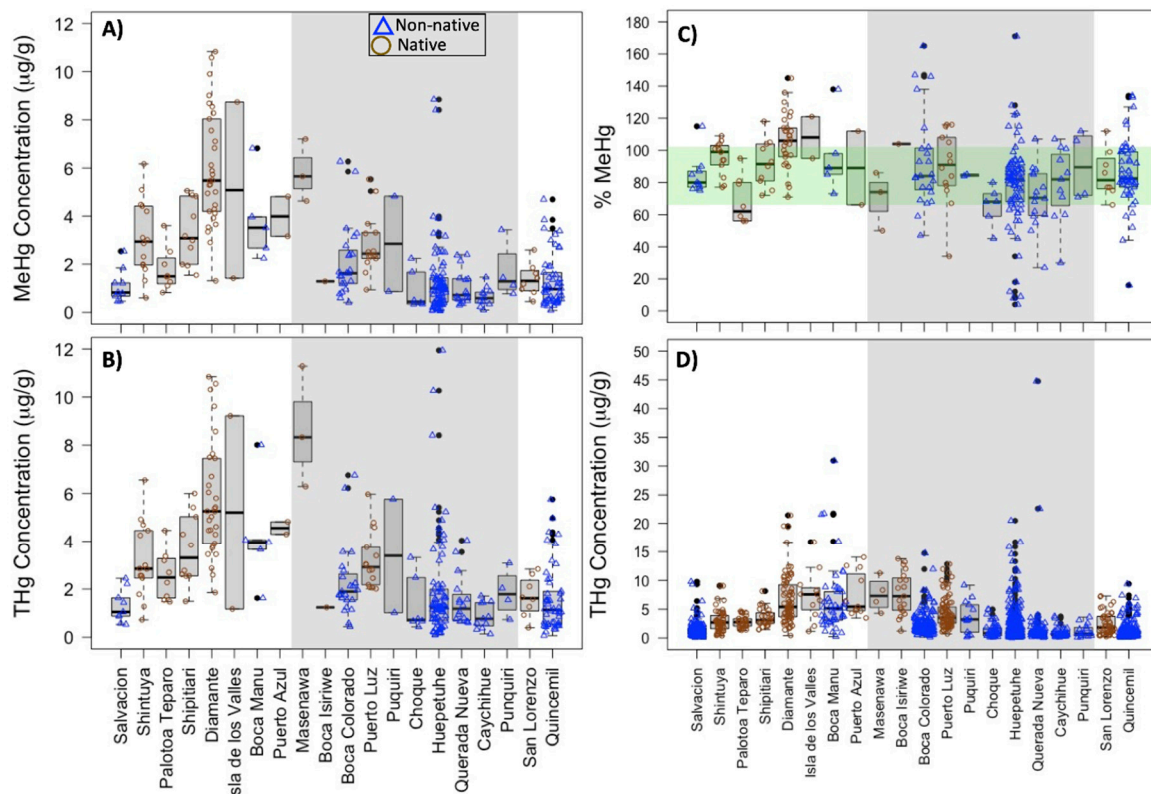 A)
Non-native
Native
MeHg Concentration (µg/g)
12
10
8
6
4
2
0
C)
% MeHg
180
160
140
120
100
80
60
40
20
0
B)
THg Concentration (µg/g)
12
10
8
6
4
2
0
D)
THg Concentration (µg/g)
50
45
40
35
30
25
20
15
10
5
0
Salvacion
Shintuya
Palotoa Teparo
Shipitiari
Diamante
Isla de los Valles
Boca Manu
Puerto Azul
Masenawa
Boca Isiriwe
Boca Colorado
Puerto Luz
Puquiri
Choque
Huepetuhe
Querada Nueva
Caychihue
Punquiri
San Lorenzo
Quincemil
Salvacion
Shintuya
Palotoa Teparo
Shipitiari
Diamante
Isla de los Valles
Boca Manu
Puerto Azul
Masenawa
Boca Isiriwe
Boca Colorado
Puerto Luz
Puquiri
Choque
Huepetuhe
Querada Nueva
Caychihue
Punquiri
San Lorenzo
Quincemil